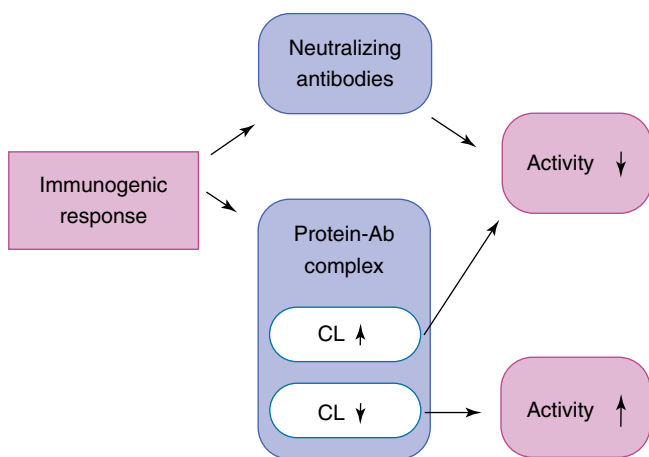 Neutralizing
antibodies
Immunogenic
response
Activity ↓
Protein-Ab
complex
CL ↑
CL ↓
Activity ↑